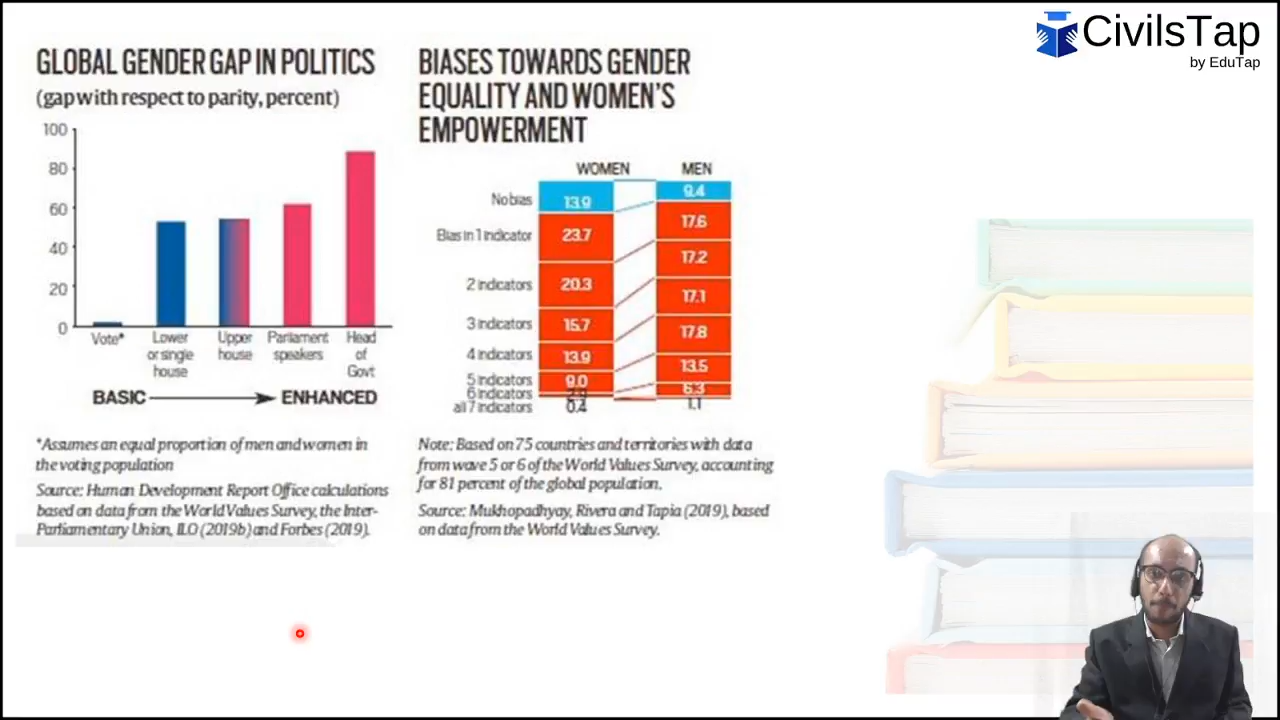 CivilsTap
by EduTap
GLOBAL GENDER GAP IN POLITICS
(gap with respect to parity, percent)
100
80
60
40
20
0
Vote*
Lower
or single
house
Upper
house
Parliament
speakers
Head
of
Govt
BASIC
ENHANCED
*Assumes an equal proportion of men and women in
the voting population
Source: Human Development Report Office calculations
based on data from the World Values Survey, the Inter-
Parliamentary Union, ILO (2019b) and Forbes (2019).
BIASES TOWARDS GENDER
EQUALITY AND WOMEN'S
EMPOWERMENT
WOMEN MEN
No bias 13.9 9.4
Bias in 1 indicator 23.7 17.6
2 indicators 20.3 17.2
3 indicators 15.7 17.1
4 indicators 13.9 17.8
5 indicators 9.0 13.5
6 indicators 6.3
all 7 indicators 0.4 1.1
Note: Based on 75 countries and territories with data
from wave 5 or 6 of the World Values Survey, accounting
for 81 percent of the global population.
Source: Mukhopadhyay, Rivera and Tapia (2019), based
on data from the World Values Survey.